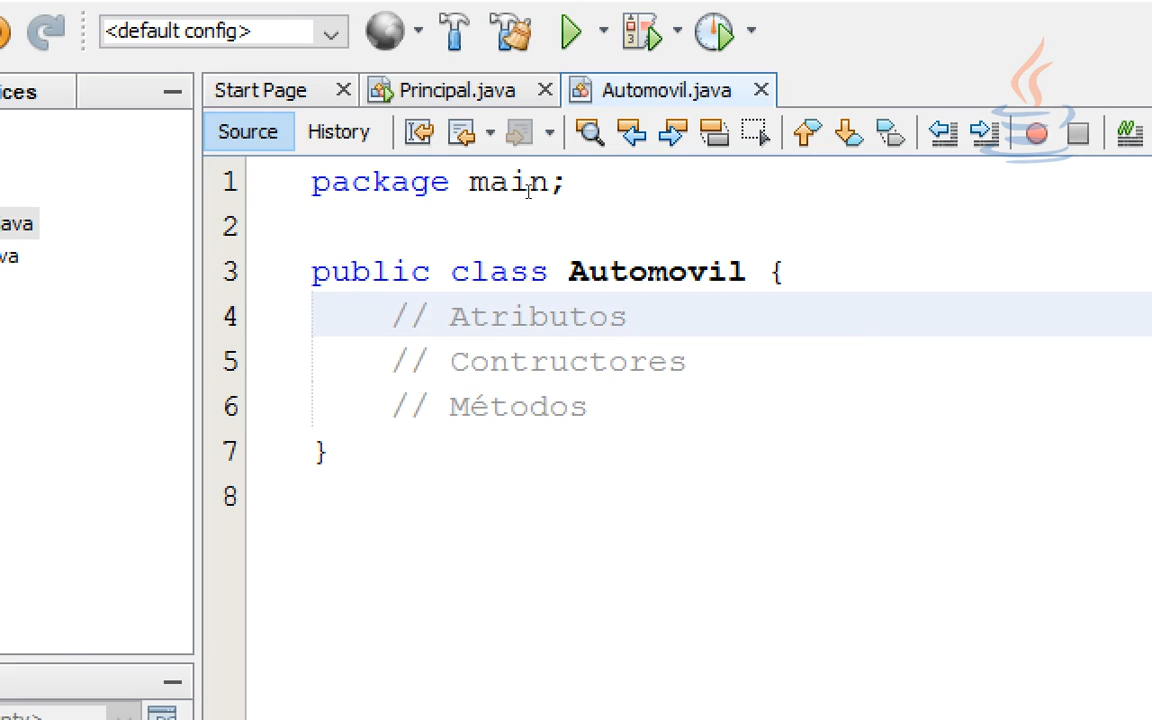 <default config>
ices
Start Page
Principal.java
Automovil.java
Source
History
ava
va
1 package main;
2
3 public class Automovil {
4 // Atributos
5 // Contructores
6 // Métodos
7 }
8